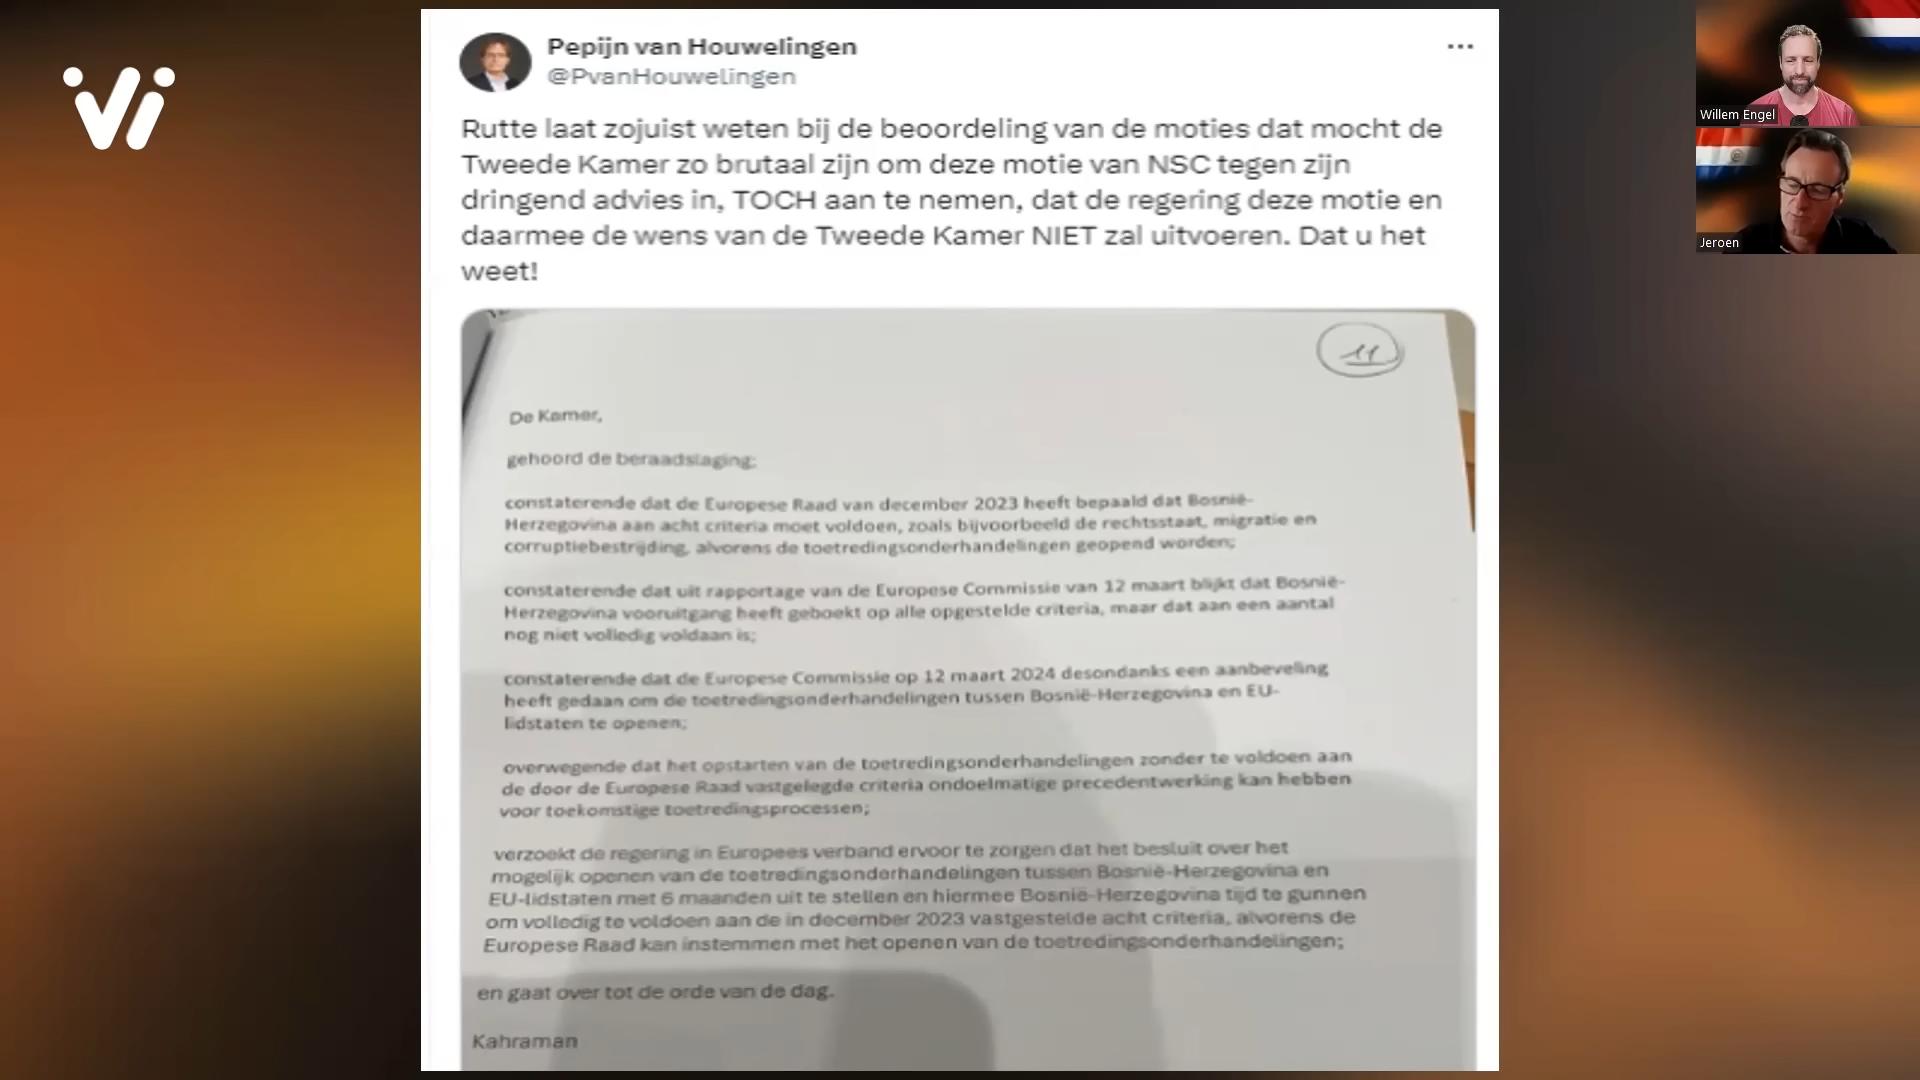 Vi
Pepijn van Houwelingen
@PvanHouwelingen
Rutte laat zojuist weten bij de beoordeling van de moties dat mocht de
Tweede Kamer zo brutaal zijn om deze motie van NSC tegen zijn
dringend advies in, TOCH aan te nemen, dat de regering deze motie en
daarmee de wens van de Tweede Kamer NIET zal uitvoeren. Dat u het
weet!
11
De Kamer,
gehoord de beraadslaging;
constaterende dat de Europese Raad van december 2023 heeft bepaald dat Bosnië-
Herzegovina aan acht criteria moet voldoen, zoals bijvoorbeeld de rechtsstaat, migratie en
corruptiebestrijding, alvorens de toetredingsonderhandelingen geopend worden;
constaterende dat uit rapportage van de Europese Commissie van 12 maart blijkt dat Bosnië-
Herzegovina vooruitgang heeft geboekt op alle opgestelde criteria, maar dat aan een aantal
nog niet volledig voldaan is;
constaterende dat de Europese Commissie op 12 maart 2024 desondanks een aanbeveling
heeft gedaan om de toetredingsonderhandelingen tussen Bosnië-Herzegovina en EU-
lidstaten te openen;
overwegende dat het opstarten van de toetredingsonderhandelingen zonder te voldoen aan
de door de Europese Raad vastgelegde criteria ondoelmatige precedentwerking kan hebben
voor toekomstige toetredingsprocessen;
verzoekt de regering in Europees verband ervoor te zorgen dat het besluit over het
mogelijk openen van de toetredingsonderhandelingen tussen Bosnië-Herzegovina en
EU-lidstaten met 6 maanden uit te stellen en hiermee Bosnië-Herzegovina tijd te gunnen
om volledig te voldoen aan de in december 2023 vastgestelde acht criteria, alvorens de
Europese Raad kan instemmen met het openen van de toetredingsonderhandelingen;
en gaat over tot de orde van de dag.
Kahraman
Willem Engel
Jeroen